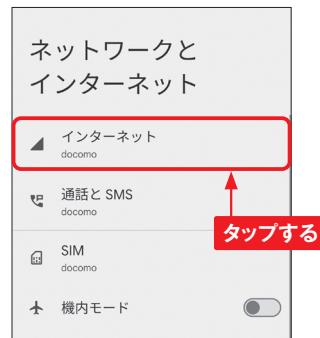 ネットワークと
インターネット
インターネット
docomo
通話と SMS
docomo
タップする
SIM
docomo
機内モード